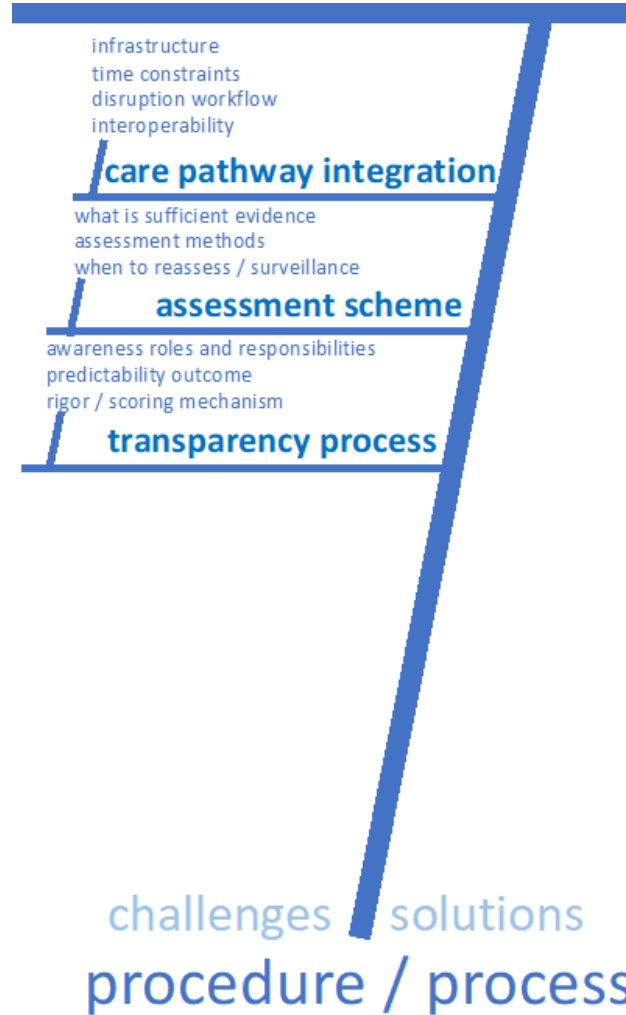 infrastructure
time constraints
disruption workflow
interoperability
care pathway integration
what is sufficient evidence
assessment methods
when to reassess / surveillance
assessment scheme
awareness roles and responsibilities
predictability outcome
rigor / scoring mechanism
transparency process
challenges solutions
procedure / process